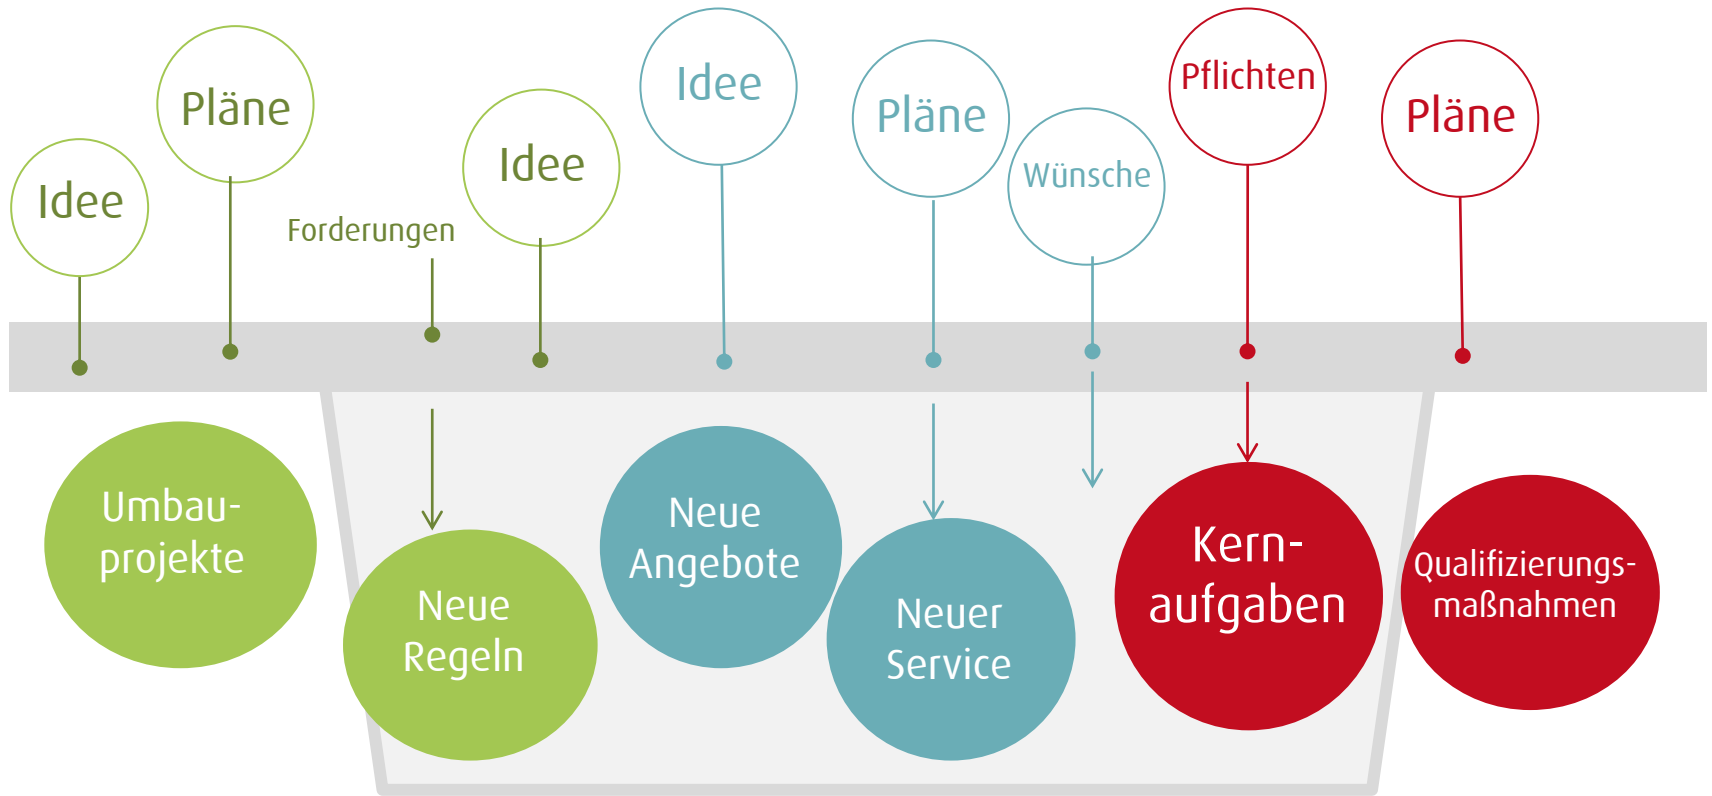 Idee
Pläne
Forderungen
Idee
Idee
Pläne
Wünsche
Pflichten
Pläne
Umbau-
projekte
Neue
Regeln
Neue
Angebote
Neuer
Service
Kern-
aufgaben
Qualifizierungs-
maßnahmen